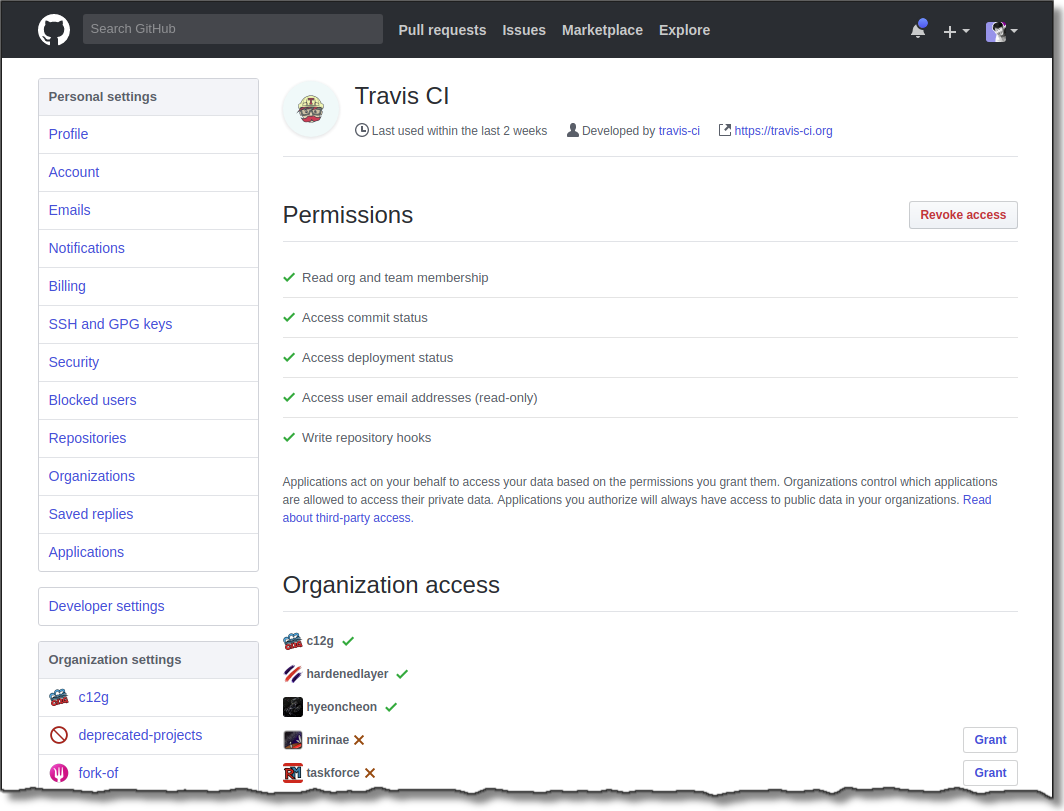 Search GitHub
Pull requests
Issues
Marketplace
Explore
Personal settings
Profile
Account
Emails
Notifications
Billing
SSH and GPG keys
Security
Blocked users
Repositories
Organizations
Saved replies
Applications
Developer settings
Organization settings
c12g
deprecated-projects
fork-of
Travis CI
Last used within the last 2 weeks
Developed by travis-ci
https://travis-ci.org
Permissions
Revoke access
Read org and team membership
Access commit status
Access deployment status
Access user email addresses (read-only)
Write repository hooks
Applications act on your behalf to access your data based on the permissions you grant them. Organizations control which applications
are allowed to access their private data. Applications you authorize will always have access to public data in your organizations. Read
about third-party access.
Organization access
c12g
hardenedlayer
hyeoncheon
mirinae
Grant
taskforce
Grant